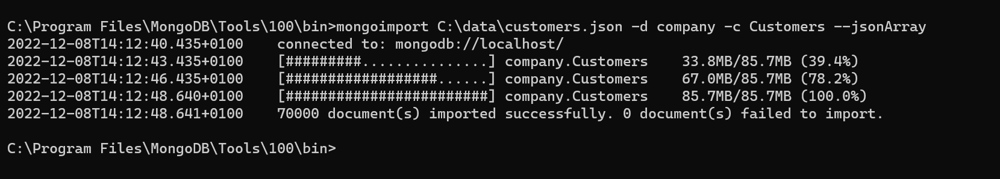 C:\Program Files\MongoDB\Tools\100\bin>mongoimport C:\data\customers.json -d company -c Customers --jsonArray
2022-12-08T14:12:40.435+0100    connected to: mongodb://localhost/
2022-12-08T14:12:43.435+0100    [#########...............] company.Customers    33.8MB/85.7MB (39.4%)
2022-12-08T14:12:46.435+0100    [##################......] company.Customers    67.0MB/85.7MB (78.2%)
2022-12-08T14:12:48.640+0100    [########################] company.Customers    85.7MB/85.7MB (100.0%)
2022-12-08T14:12:48.641+0100    70000 document(s) imported successfully. 0 document(s) failed to import.
C:\Program Files\MongoDB\Tools\100\bin>